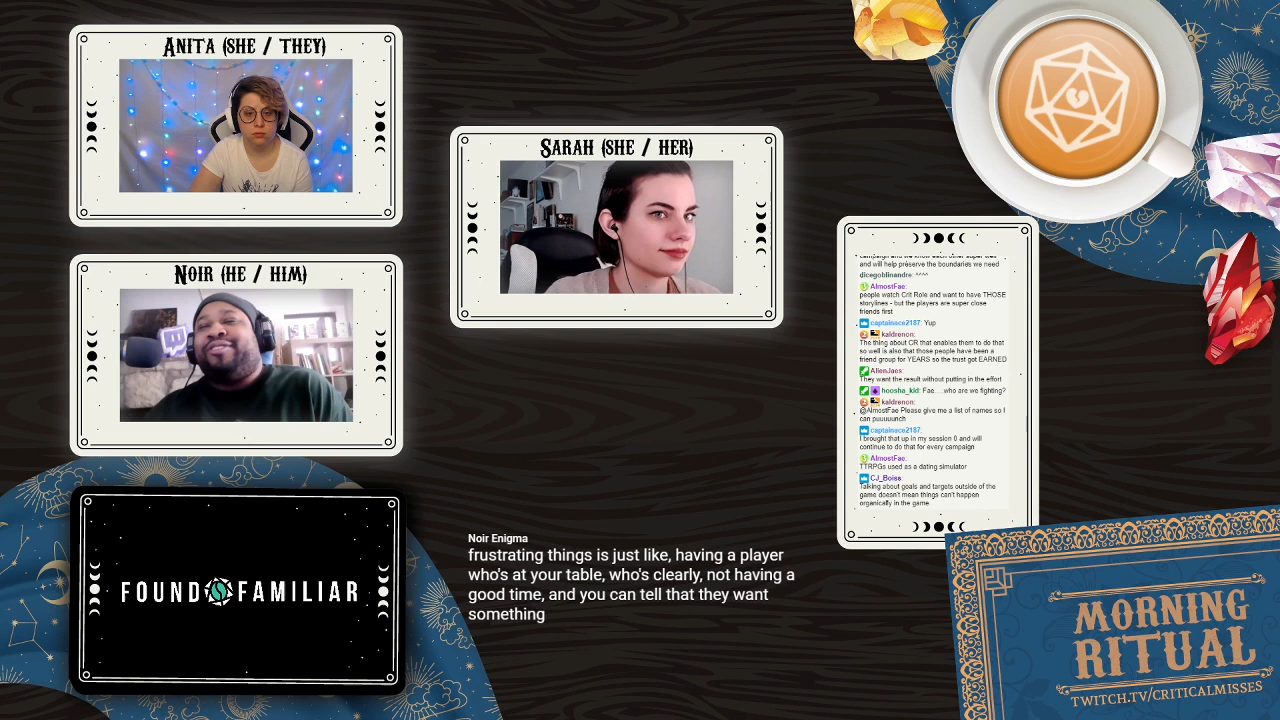 ANITA (SHE / THEY)
NOIR (HE / HIM)
SARAH (SHE / HER)
FOUND FAMILIAR
Noir Enigma
frustrating things is just like, having a player
who's at your table, who's clearly, not having a
good time, and you can tell that they want
something
and will help preserve the boundaries we need
dicegoblinandre: ^^^^
AlmostFae:
people watch Crit Role and want to have THOSE
storylines - but the players are super close
friends first
captainace2187: Yup
kaldrenon:
The thing about CR that enables them to do that
so well is also that those people have been a
friend group for YEARS so the trust got EARNED
AlienJaes:
They want the result without putting in the effort
hoosha_kid: Fae.....who are we fighting?
kaldrenon:
@AlmostFae Please give me a list of names so I
can puuuuunch
captainace2187:
I brought that up in my session 0 and will
continue to do that for every campaign
AlmostFae:
TTRPGs used as a dating simulator
CJ_Boiss:
Talking about goals and targets outside of the
game doesn't mean things can't happen
organically in the game
MORNING
RITUAL
TWITCH.TV/CRITICALMISSES